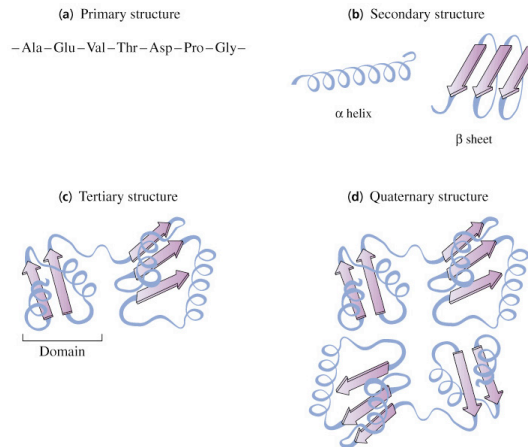 (a) Primary structure
–Ala–Glu–Val–Thr–Asp–Pro–Gly–
(b) Secondary structure
α helix
β sheet
(c) Tertiary structure
Domain
(d) Quaternary structure